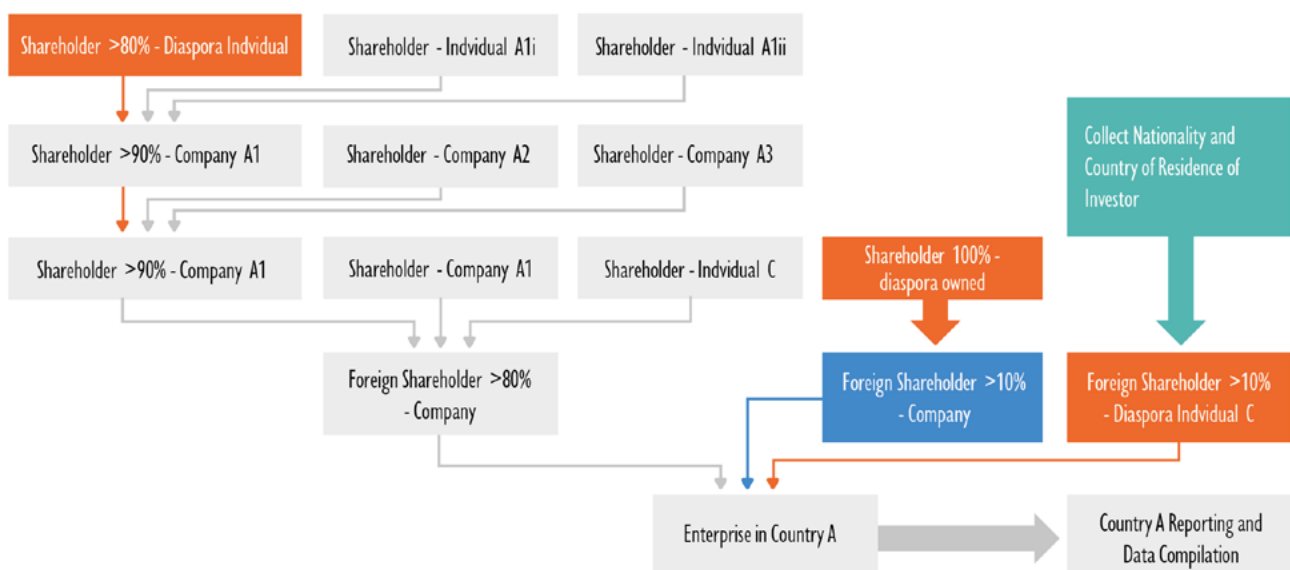 Shareholder >80% - Diaspora Indvidual
Shareholder - Indvidual A1i
Shareholder - Indvidual A1ii
Shareholder >90% - Company A1
Shareholder - Company A2
Shareholder - Company A3
Collect Nationality and
Country of Residence of
Investor
Shareholder >90% - Company A1
Shareholder - Company A1
Shareholder - Indvidual C
Shareholder 100% -
diaspora owned
Foreign Shareholder >80%
- Company
Foreign Shareholder >10%
- Company
Foreign Shareholder >10%
- Diaspora Indvidual C
Enterprise in Country A
Country A Reporting and
Data Compilation